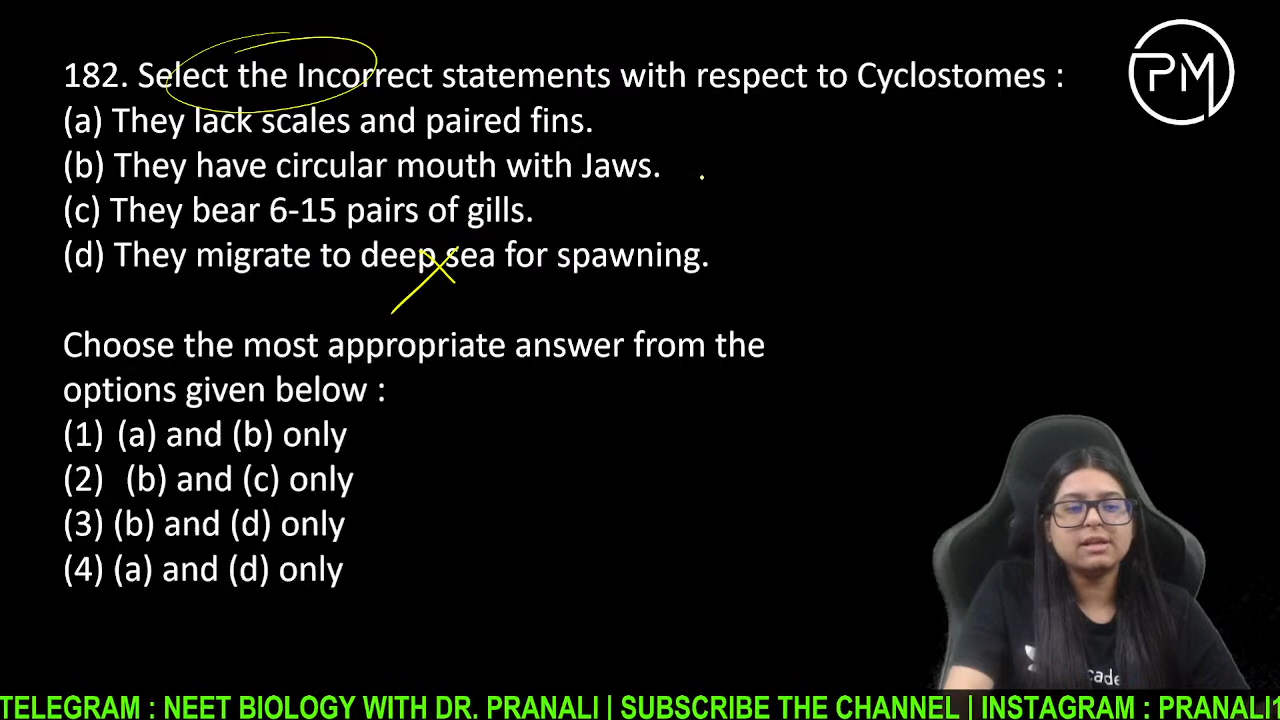 182. Select the Incorrect statements with respect to Cyclostomes :
(a) They lack scales and paired fins.
(b) They have circular mouth with Jaws.
(c) They bear 6-15 pairs of gills.
(d) They migrate to deep sea for spawning.
Choose the most appropriate answer from the
options given below :
(1) (a) and (b) only
(2) (b) and (c) only
(3) (b) and (d) only
(4) (a) and (d) only
PM
cade
TELEGRAM : NEET BIOLOGY WITH DR. PRANALI | SUBSCRIBE THE CHANNEL | INSTAGRAM : PRANALI